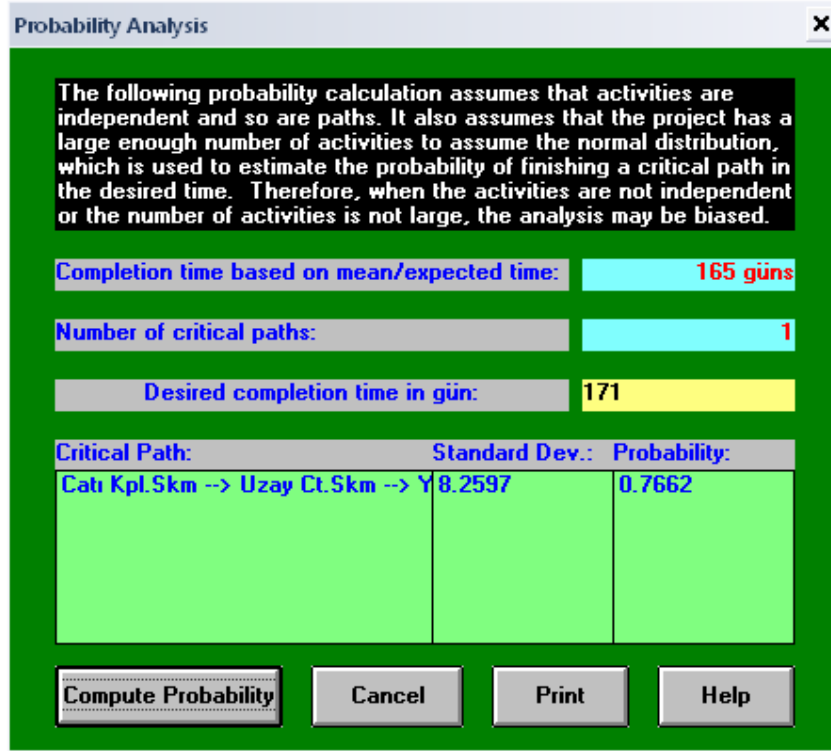 Probability Analysis
The following probability calculation assumes that activities are
independent and so are paths. It also assumes that the project has a
large enough number of activities to assume the normal distribution,
which is used to estimate the probability of finishing a critical path in
the desired time. Therefore, when the activities are not independent
or the number of activities is not large, the analysis may be biased.
Completion time based on mean/expected time: 165 güns
Number of critical paths: 1
Desired completion time in gün: 171
Critical Path: Standard Dev.: Probability:
Catı Kpl.Skm --> Uzay Ct.Skm --> Y 8.2597 0.7662
Compute Probability Cancel Print Help